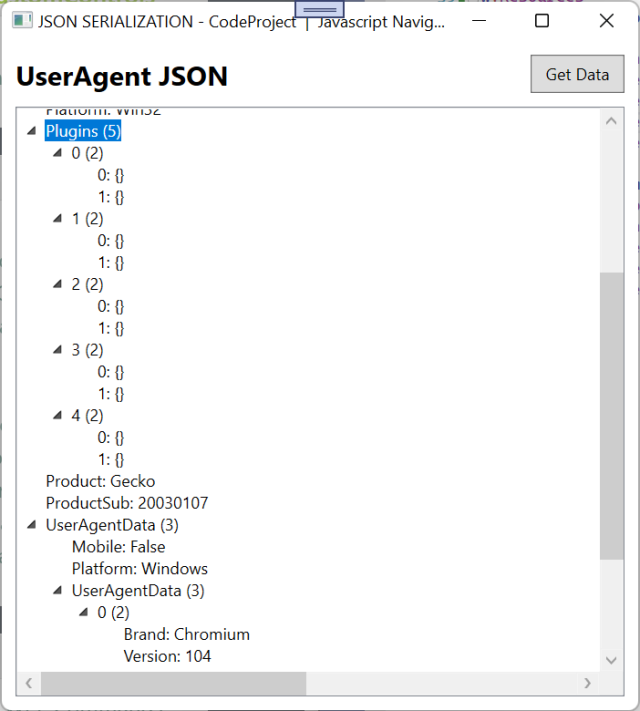 JSON SERIALIZATION - CodeProject | Javascript Navig...
UserAgent JSON
Get Data
Platform: Win32
Plugins (5)
0 (2)
0: {}
1: {}
1 (2)
0: {}
1: {}
2 (2)
0: {}
1: {}
3 (2)
0: {}
1: {}
4 (2)
0: {}
1: {}
Product: Gecko
ProductSub: 20030107
UserAgentData (3)
Mobile: False
Platform: Windows
UserAgentData (3)
0 (2)
Brand: Chromium
Version: 104